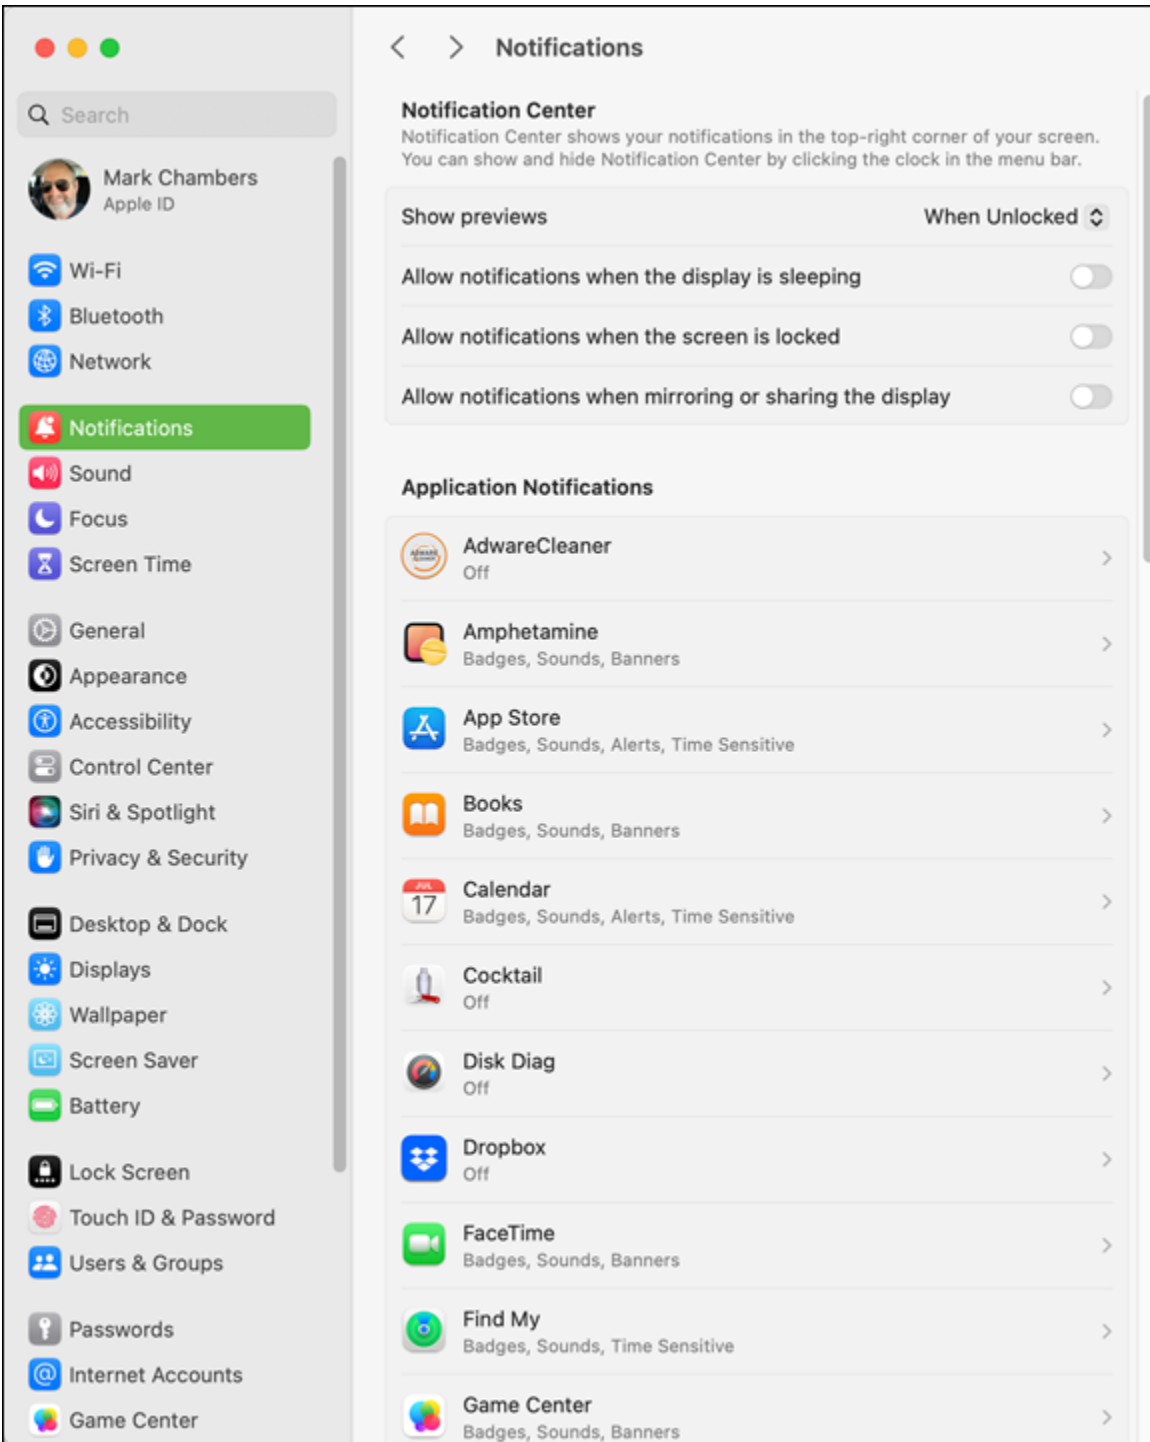 Search
Mark Chambers
Apple ID
Wi-Fi
Bluetooth
Network
Notifications
Sound
Focus
Screen Time
General
Appearance
Accessibility
Control Center
Siri & Spotlight
Privacy & Security
Desktop & Dock
Displays
Wallpaper
Screen Saver
Battery
Lock Screen
Touch ID & Password
Users & Groups
Passwords
Internet Accounts
Game Center
Notifications
Notification Center
Notification Center shows your notifications in the top-right corner of your screen.
You can show and hide Notification Center by clicking the clock in the menu bar.
Show previews
When Unlocked
Allow notifications when the display is sleeping
Allow notifications when the screen is locked
Allow notifications when mirroring or sharing the display
Application Notifications
ADWARE
CLEANER
AdwareCleaner
Off
Amphetamine
Badges, Sounds, Banners
App Store
Badges, Sounds, Alerts, Time Sensitive
Books
Badges, Sounds, Banners
JUL
17
Calendar
Badges, Sounds, Alerts, Time Sensitive
Cocktail
Off
Disk Diag
Off
Dropbox
Off
FaceTime
Badges, Sounds, Banners
Find My
Badges, Sounds, Time Sensitive
Game Center
Badges, Sounds, Banners